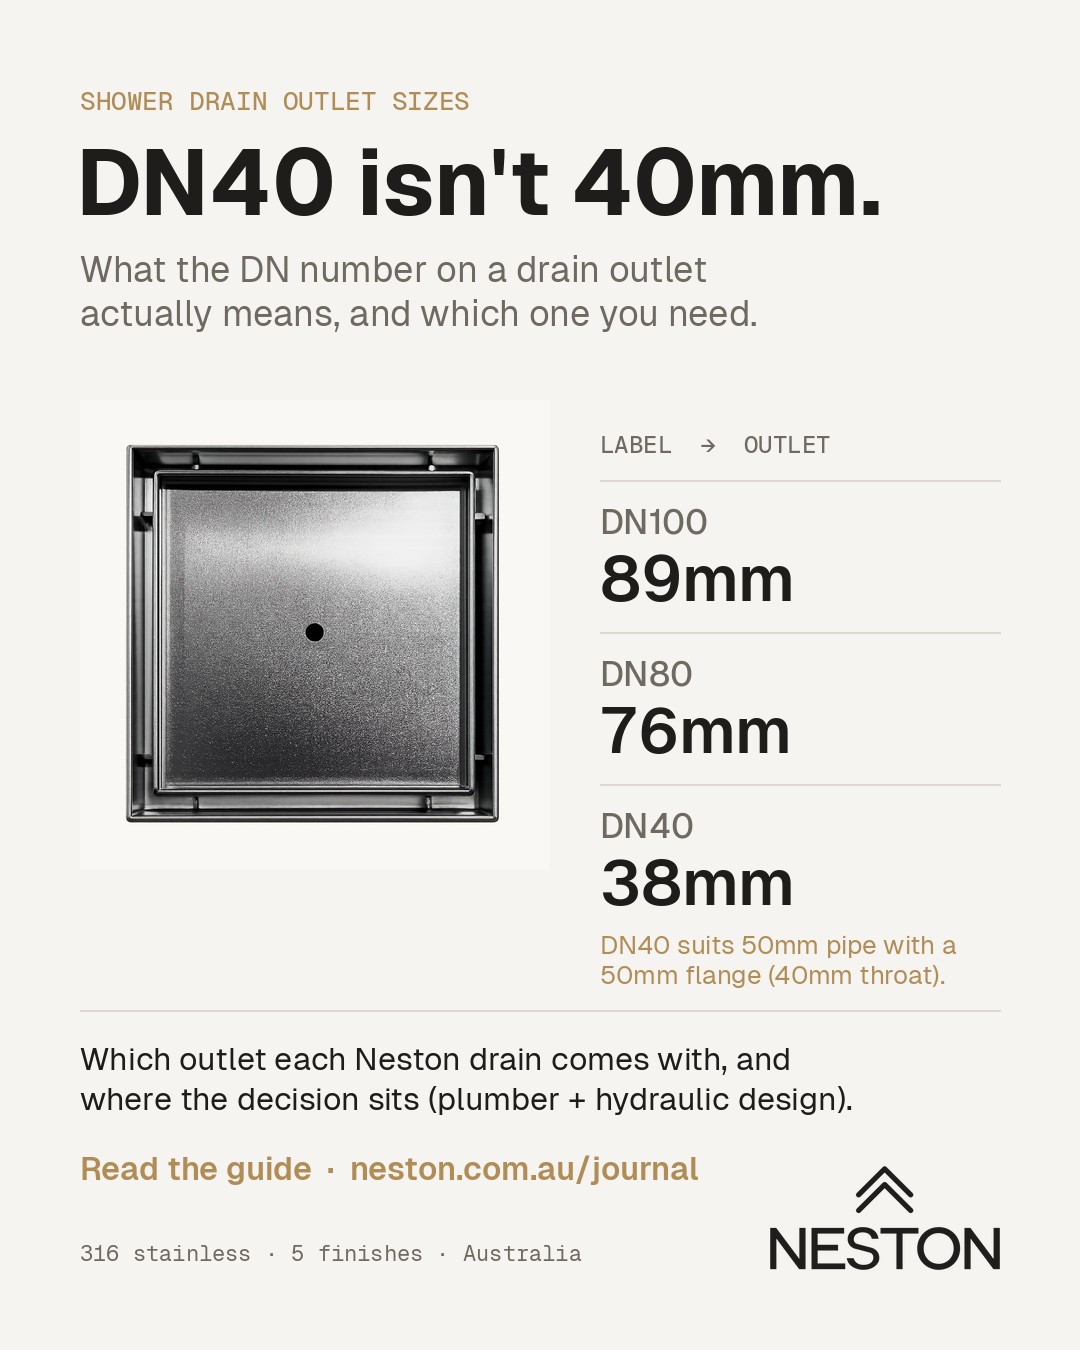 SHOWER DRAIN OUTLET SIZES
DN40 isn't 40mm.
What the DN number on a drain outlet
actually means, and which one you need.
LABEL → OUTLET
DN100
89mm
DN80
76mm
DN40
38mm
DN40 suits 50mm pipe with a
50mm flange (40mm throat).
Which outlet each Neston drain comes with, and
where the decision sits (plumber + hydraulic design).
Read the guide · neston.com.au/journal
316 stainless · 5 finishes · Australia
NESTON